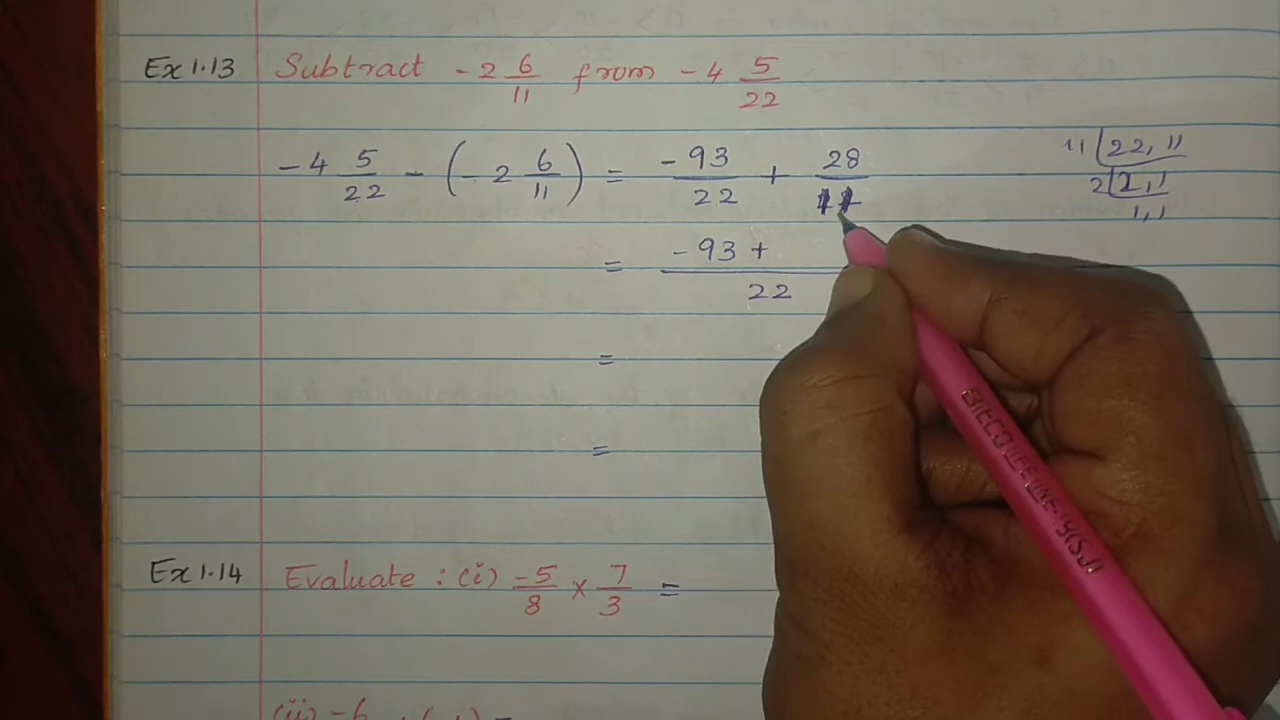 Ex 1.13 Subtract -2 6/11 from -4 5/22
-4 5/22 - (-2 6/11) = -93/22 + 28/11
11 | 22, 11
2 | 2, 1
1, 1
= -93 + / 22
=
=
Ex 1.14 Evaluate : (i) -5/8 × 7/3 =